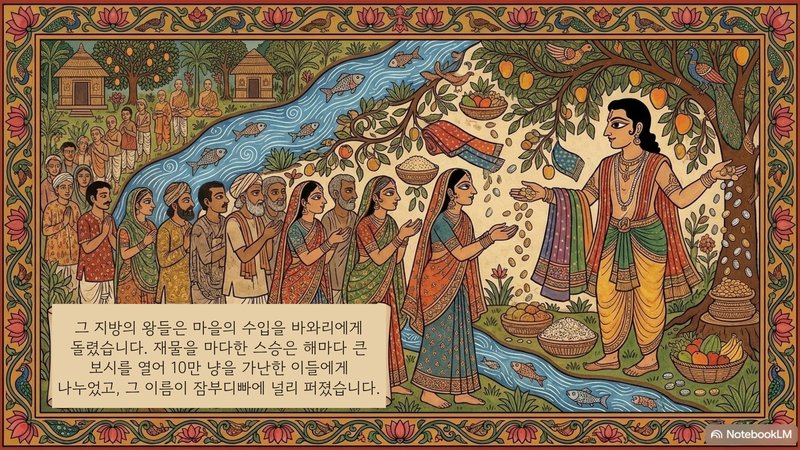 그 지방의 왕들은 마을의 수입을 바와리에게
돌렸습니다. 재물을 마다한 스승은 해마다 큰
보시를 열어 10만 냥을 가난한 이들에게
나누었고, 그 이름이 잠부디빠에 널리 퍼졌습니다.
NotebookLM